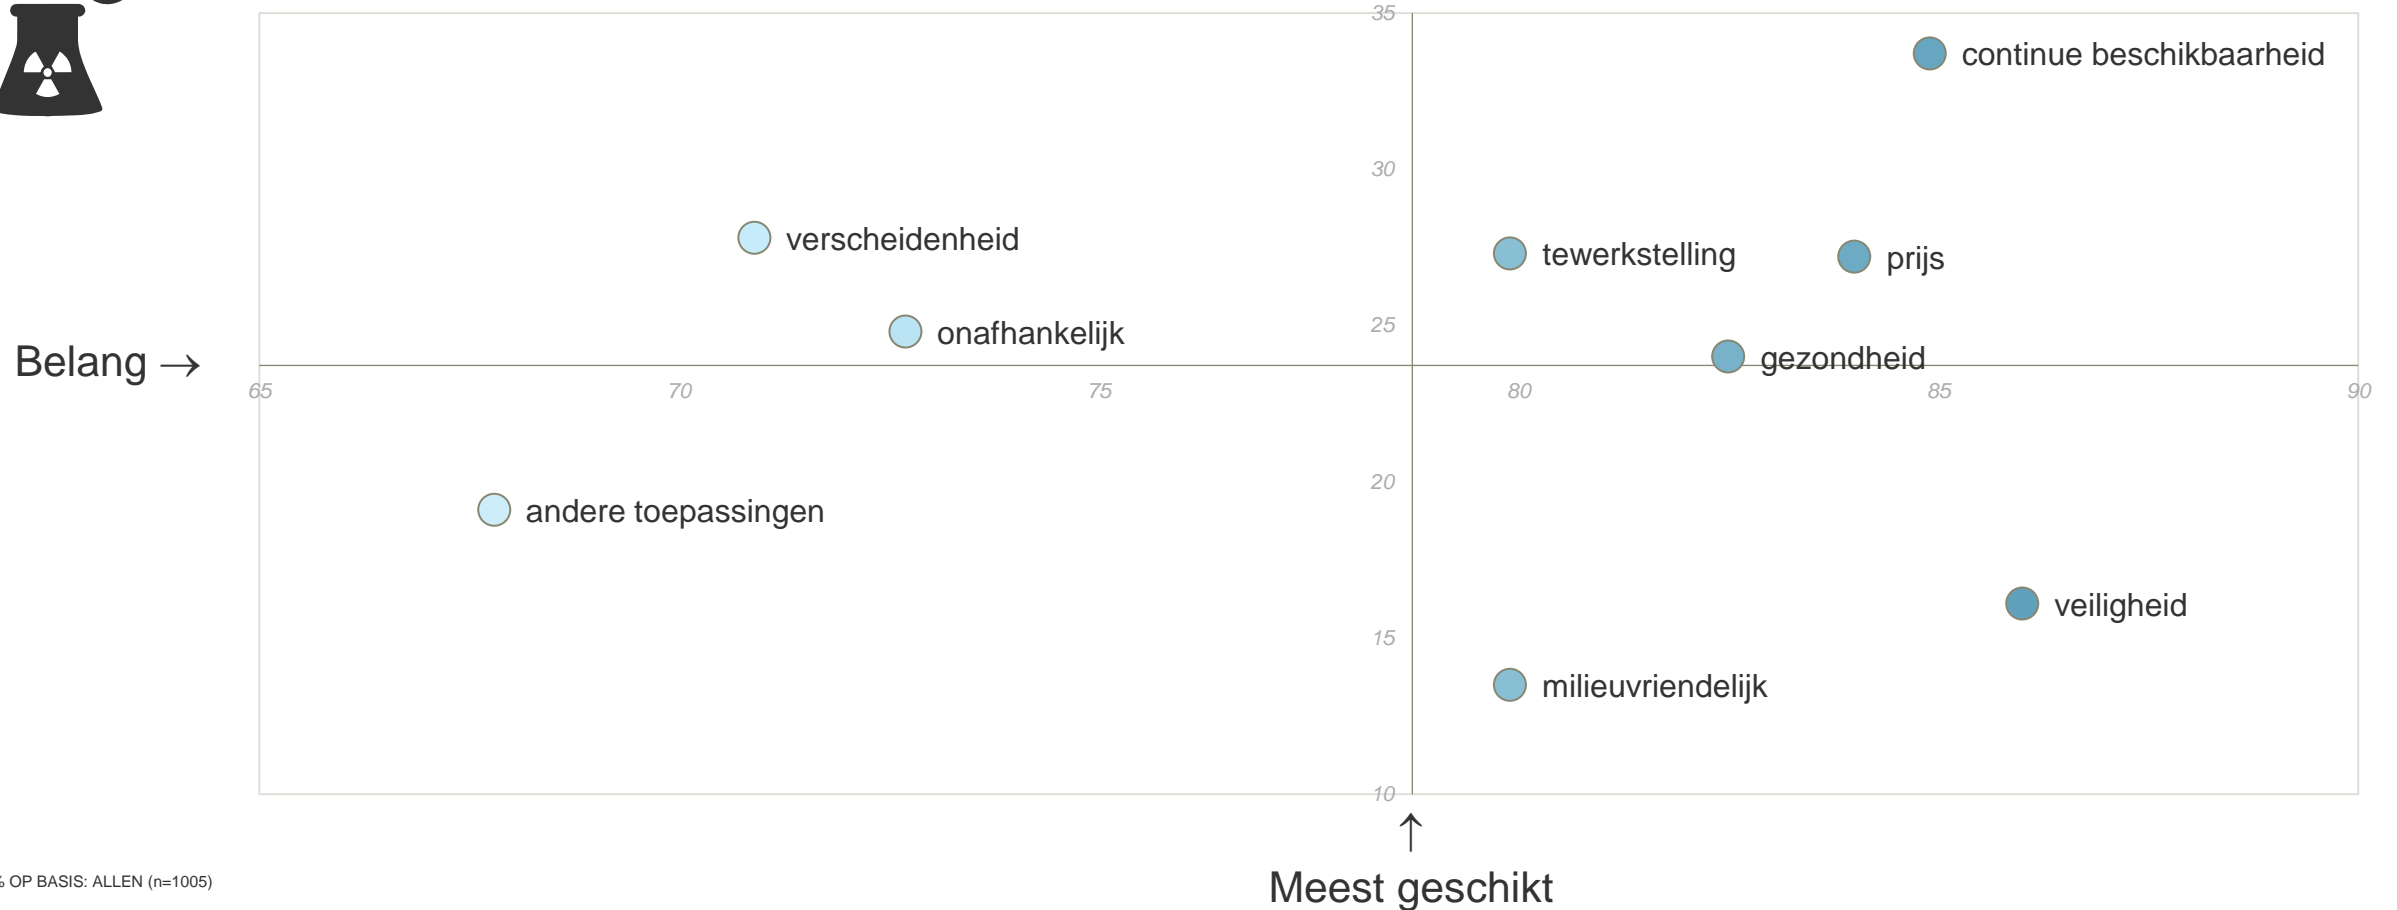 35
continue beschikbaarheid
30
verscheidenheid
tewerkstelling
prijs
25
onafhankelijk
gezondheid
Belang →
65 70 75 80 85 90
20
andere toepassingen
veiligheid
15
milieuvriendelijk
10
↑
Meest geschikt
% OP BASIS: ALLEN (n=1005)